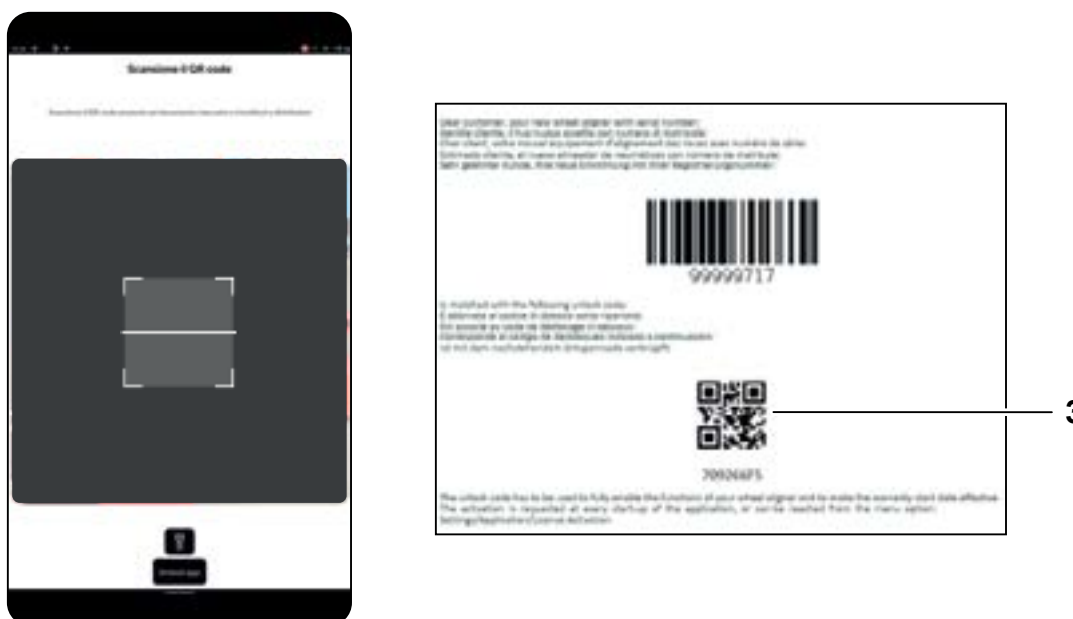 Scansiona il QR code
Dear customer, your new wheel aligner with serial number:
Gentile cliente, il tuo nuovo assetto con numero di matricola:
Cher client, votre nouvel équipement d'alignement des roues avec numéro de série:
Estimado cliente, el nuevo alineador de neumáticos con número de matrícula:
Sehr geehrter Kunde, Ihre neue Einrichtung mit Ihrer Registrierungsnummer:
99999717
is matched with the following unlock code:
È abbinato al codice di sblocco sotto riportato:
Est associé au code de déblocage ci-dessous:
Corresponde al código de desbloqueo indicado a continuación:
ist mit dem nachstehenden Entsperrcode verknüpft:
3
709266F5
The unlock code has to be used to fully enable the functions of your wheel aligner and to make the warranty start date effective.
The activation is requested at every start-up of the application, or can be reached from the menu option:
Settings/Application/License Activation